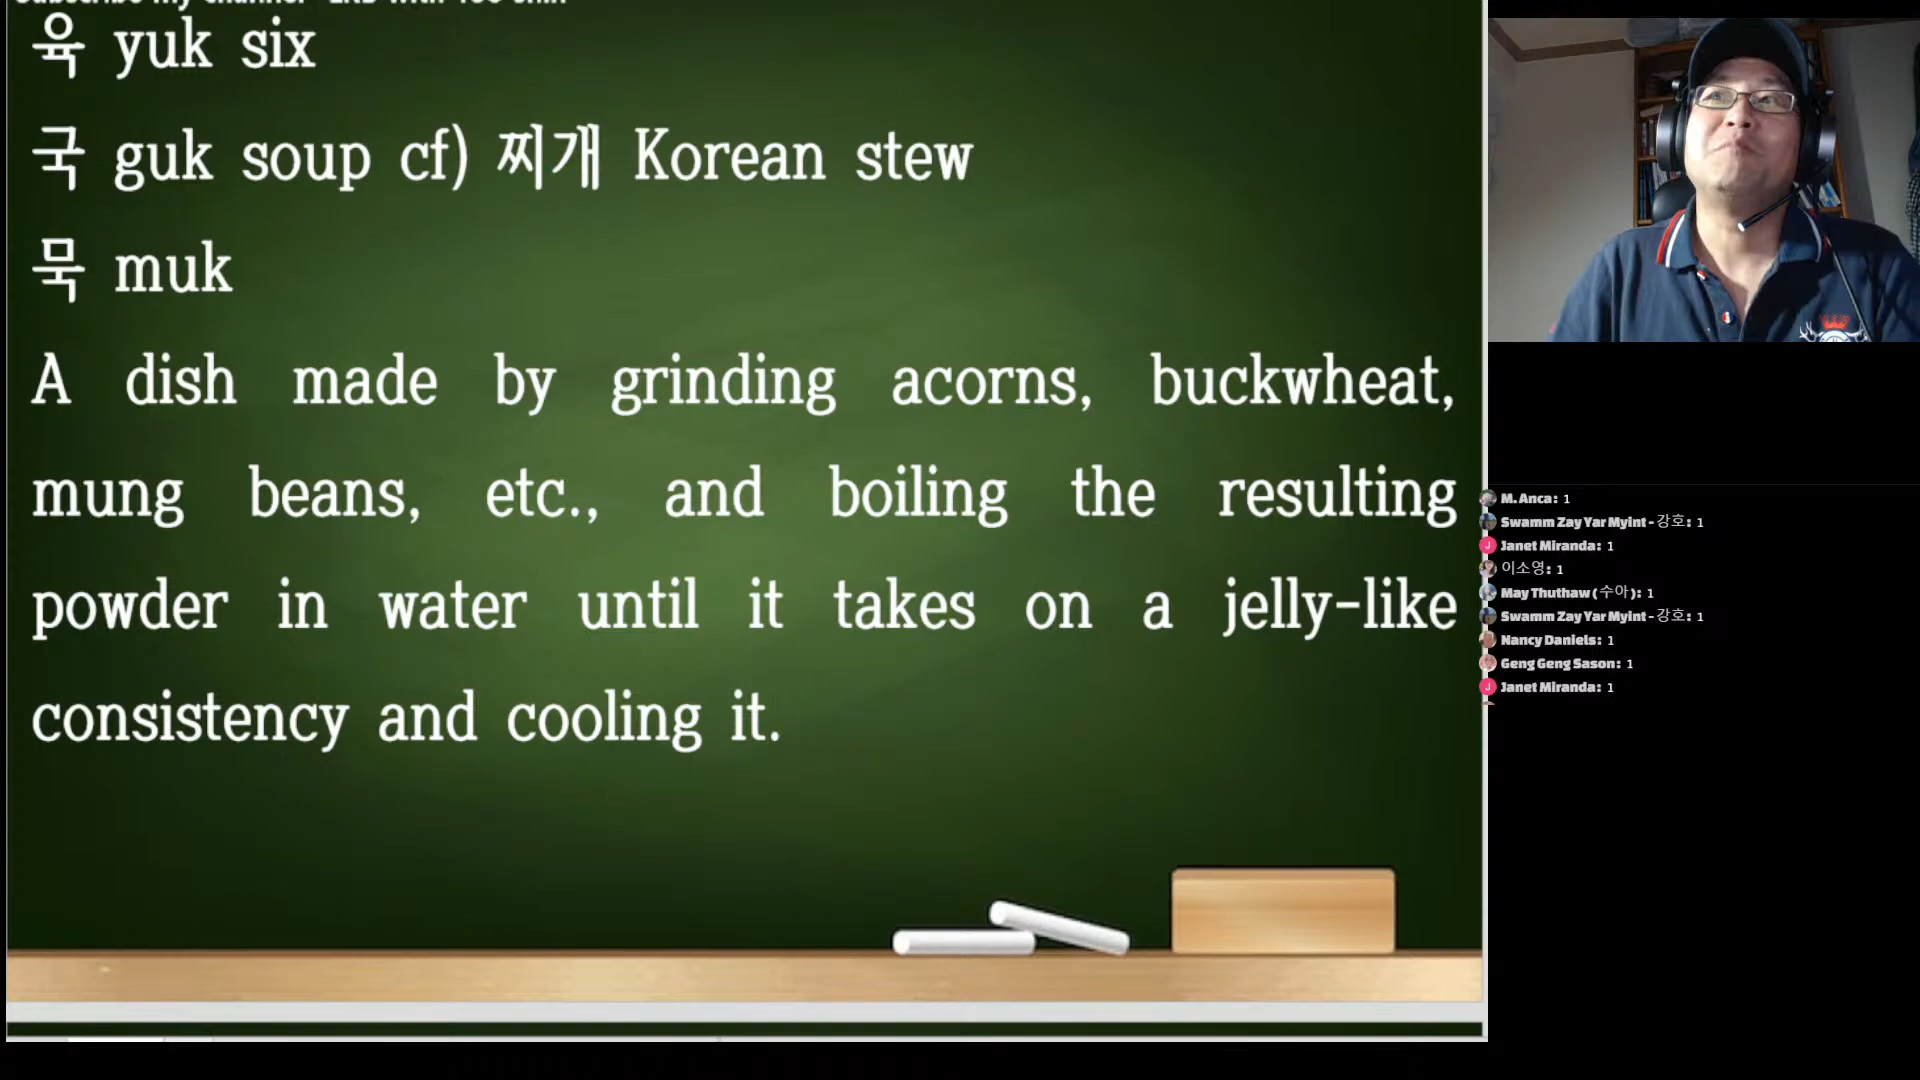 육 yuk six
국 guk soup cf) 찌개 Korean stew
묵 muk
A dish made by grinding acorns, buckwheat,
mung beans, etc., and boiling the resulting
powder in water until it takes on a jelly-like
consistency and cooling it.
M. Anca: 1
Swamm Zay Yar Myint - 강호: 1
Janet Miranda: 1
이소영: 1
May Thuthaw ( 수아 ): 1
Swamm Zay Yar Myint - 강호: 1
Nancy Daniels: 1
Geng Geng Sason: 1
Janet Miranda: 1